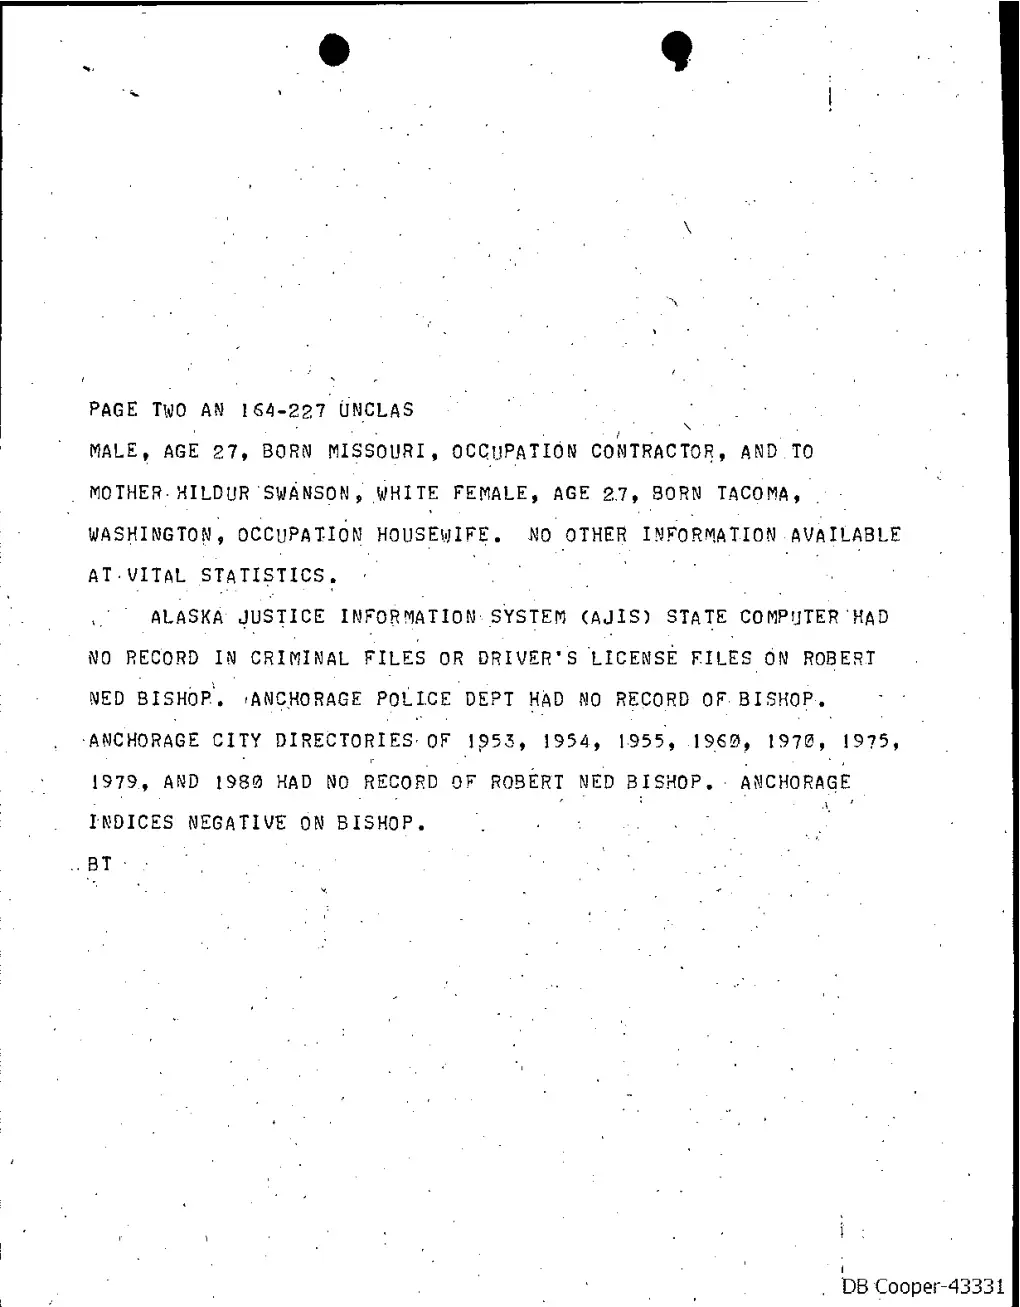 PAGE TWO AN 164-227 UNCLAS
MALE, AGE 27, BORN MISSOURI, OCCUPATION CONTRACTOR, AND TO
MOTHER HILDUR SWANSON, WHITE FEMALE, AGE 27, BORN TACOMA,
WASHINGTON, OCCUPATION HOUSEWIFE. NO OTHER INFORMATION AVAILABLE
AT VITAL STATISTICS.
ALASKA JUSTICE INFORMATION SYSTEM (AJIS) STATE COMPUTER HAD
NO RECORD IN CRIMINAL FILES OR DRIVER'S LICENSE FILES ON ROBERT
NED BISHOP. ANCHORAGE POLICE DEPT HAD NO RECORD OF BISHOP.
ANCHORAGE CITY DIRECTORIES OF 1953, 1954, 1955, 1960, 1970, 1975,
1979, AND 1980 HAD NO RECORD OF ROBERT NED BISHOP. ANCHORAGE
INDICES NEGATIVE ON BISHOP.
BT
DB Cooper-43331